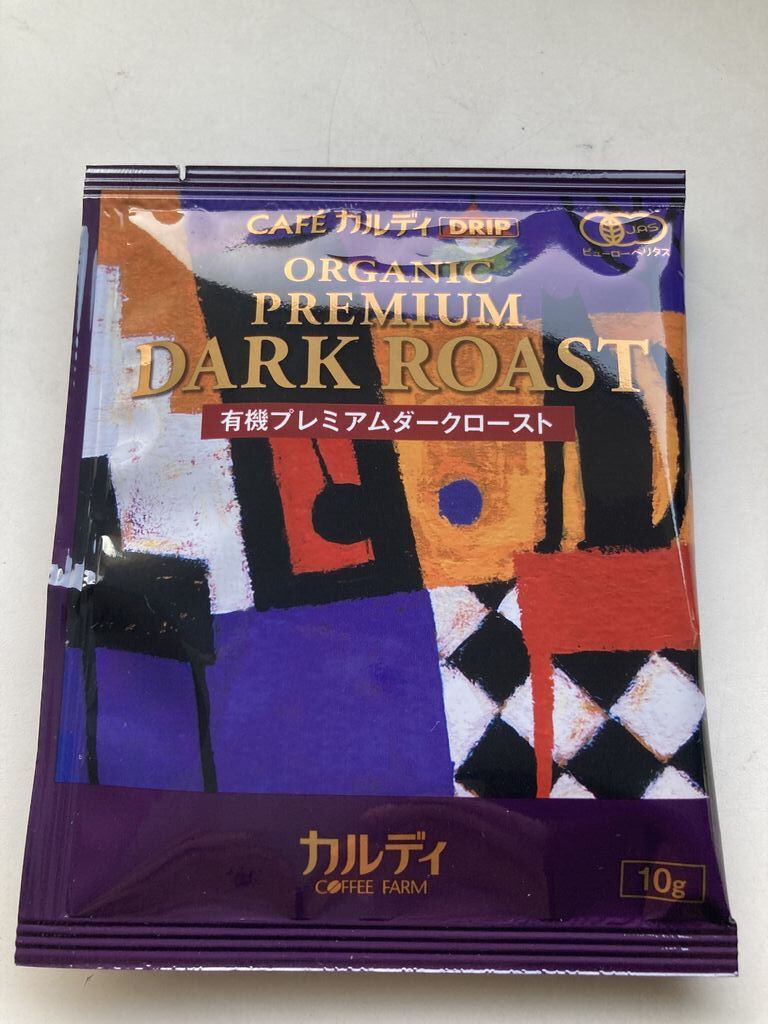 CAFÉ カルディ DRIP
JAS
ビューローベリタス
ORGANIC
PREMIUM
DARK ROAST
有機プレミアムダークロースト
カルディ
COFFEE FARM
10g